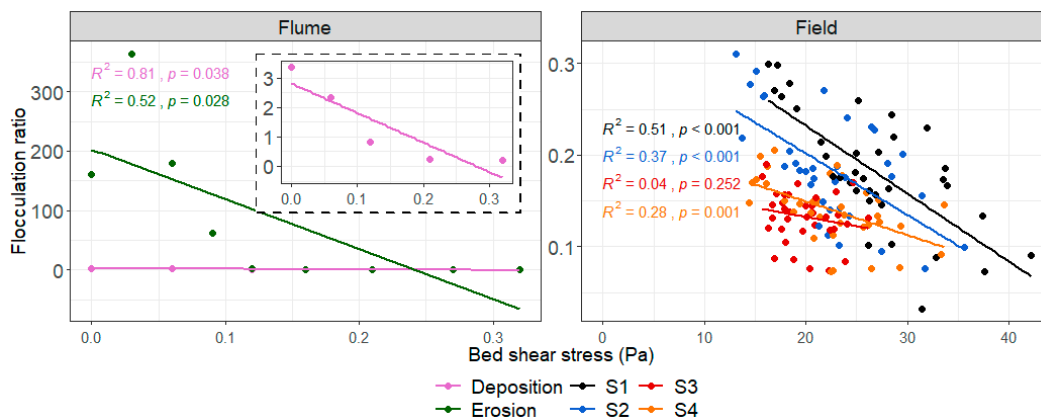 Flume
Field
Flocculation ratio
300
200
100
0
R² = 0.81 , p = 0.038
R² = 0.52 , p = 0.028
3
2
1
0
0.0 0.1 0.2 0.3
0.0 0.1 0.2 0.3
0.3
0.2
0.1
R² = 0.51 , p < 0.001
R² = 0.37 , p < 0.001
R² = 0.04 , p = 0.252
R² = 0.28 , p = 0.001
0 10 20 30 40
Bed shear stress (Pa)
Deposition S1 S3
Erosion S2 S4